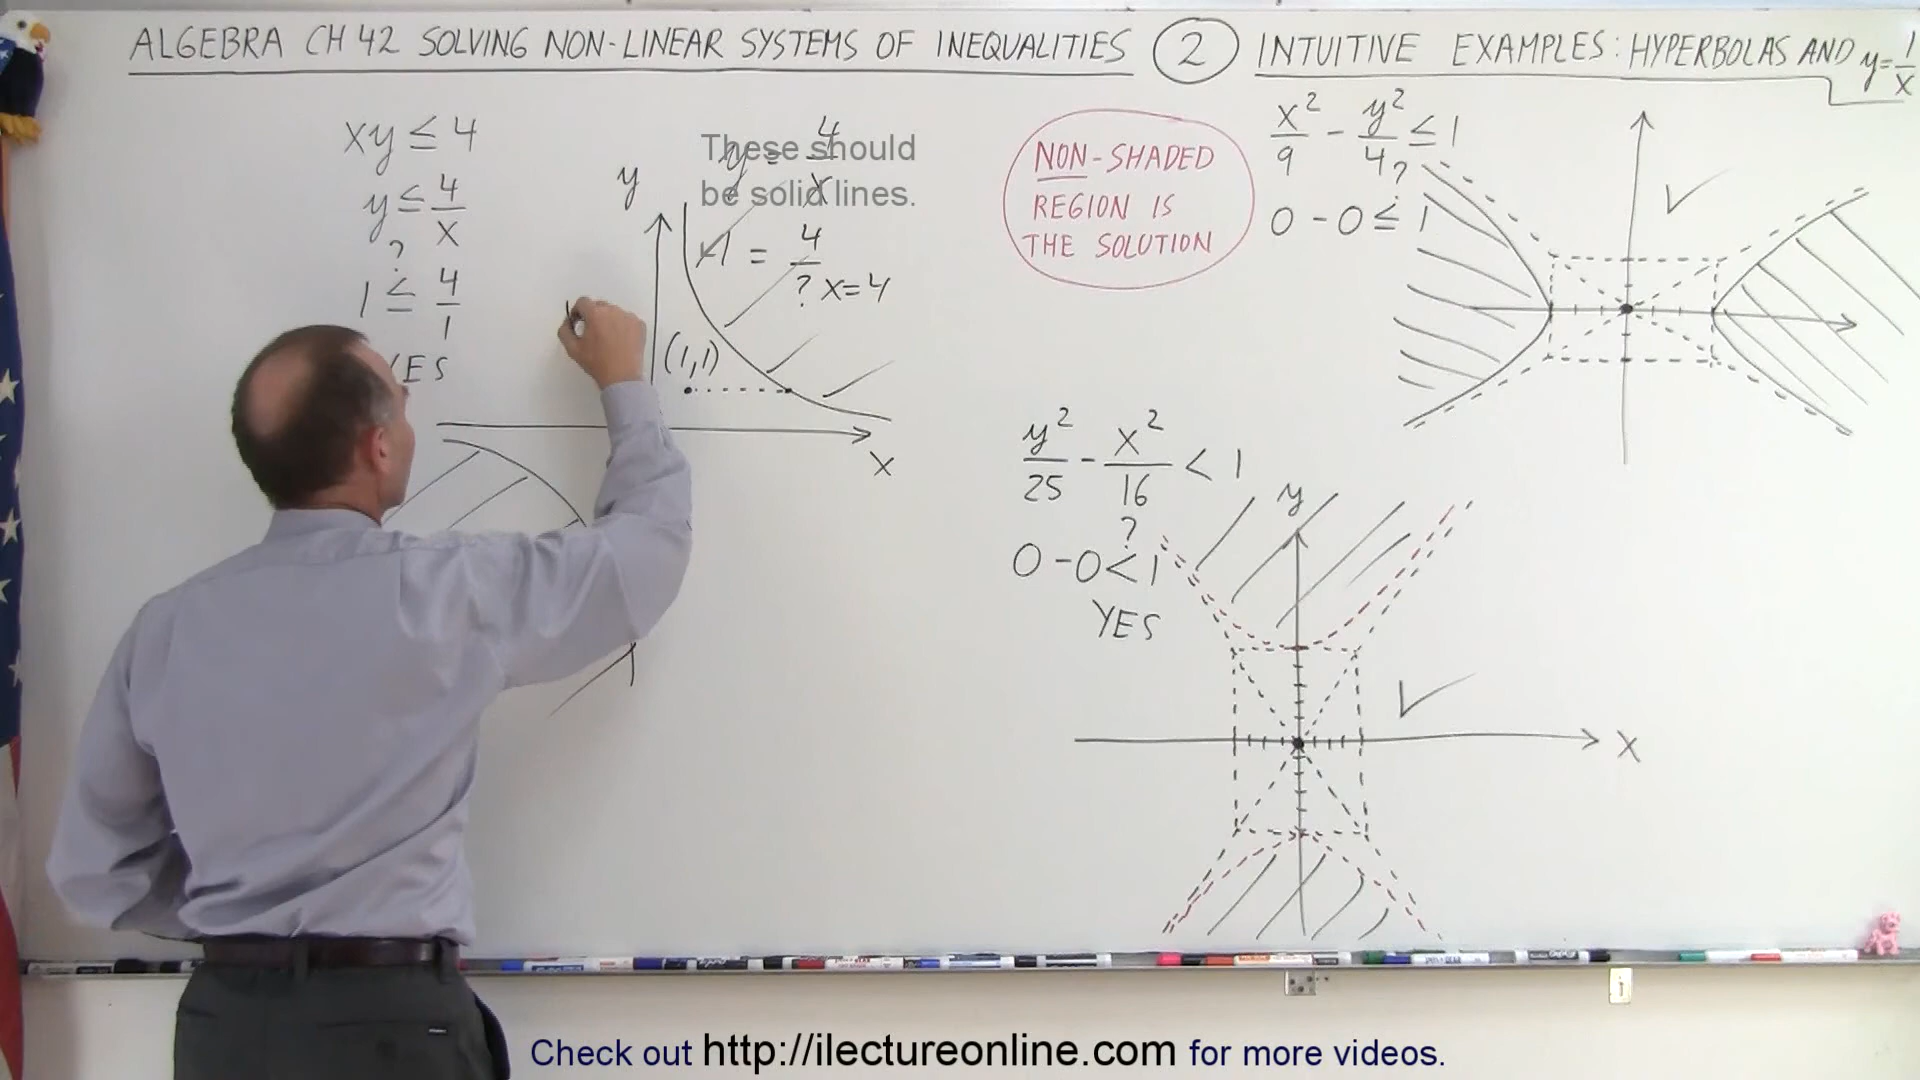 ALGEBRA CH 42 SOLVING NON-LINEAR SYSTEMS OF INEQUALITIES ② INTUITIVE EXAMPLES: HYPERBOLAS AND y=1/x
xy ≤ 4
y ≤ 4/x
?
1 ≤ 4/1
YES
These should
be solid lines.
y = 4/x
1 = 4/?
x=4
y
(1,1)
x
NON-SHADED
REGION IS
THE SOLUTION
x²/9 - y²/4 ≤ 1
?
0 - 0 ≤ 1
y²/25 - x²/16 < 1
?
0 - 0 < 1
YES
y
x
Check out http://ilectureonline.com for more videos.